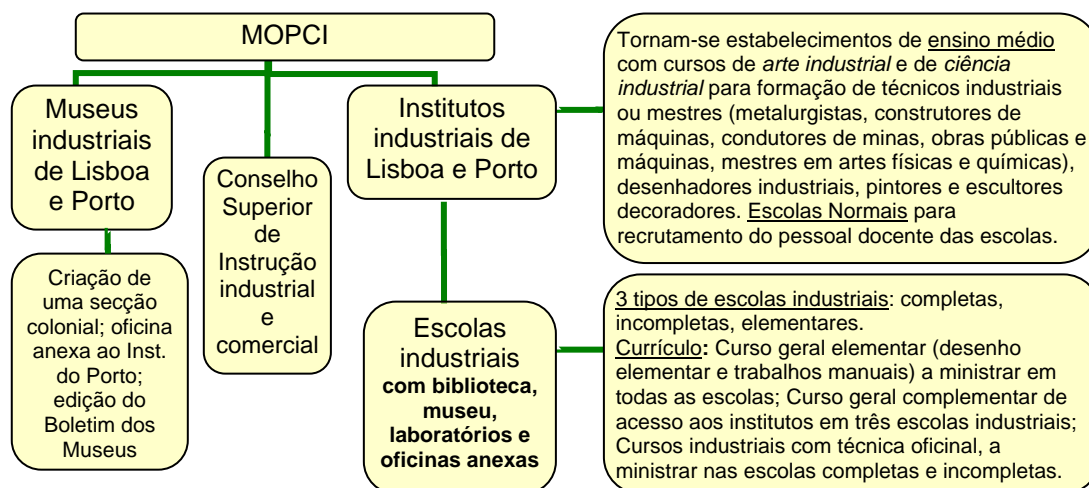 MOPCI
Museus
industriais
de Lisboa
e Porto
Criação de
uma secção
colonial; oficina
anexa ao Inst.
do Porto;
edição do
Boletim dos
Museus
Conselho
Superior
de
Instrução
industrial
e
comercial
Institutos
industriais de
Lisboa e Porto
Tornam-se estabelecimentos de ensino médio
com cursos de arte industrial e de ciência
industrial para formação de técnicos industriais
ou mestres (metalurgistas, construtores de
máquinas, condutores de minas, obras públicas e
máquinas, mestres em artes físicas e químicas),
desenhadores industriais, pintores e escultores
decoradores. Escolas Normais para
recrutamento do pessoal docente das escolas.
Escolas
industriais
com biblioteca,
museu,
laboratórios e
oficinas anexas
3 tipos de escolas industriais: completas,
incompletas, elementares.
Currículo: Curso geral elementar (desenho
elementar e trabalhos manuais) a ministrar em
todas as escolas; Curso geral complementar de
acesso aos institutos em três escolas industriais;
Cursos industriais com técnica oficinal, a
ministrar nas escolas completas e incompletas.